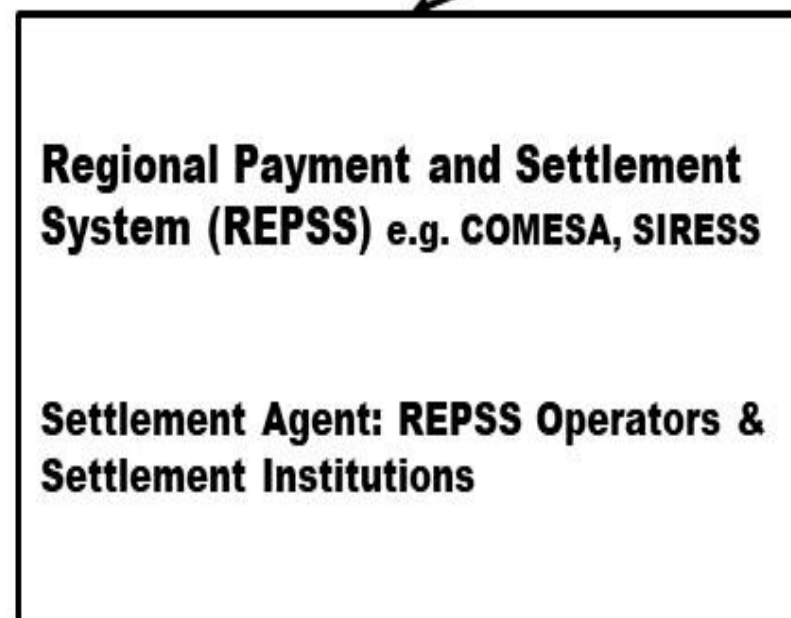 Regional Payment and Settlement
System (REPSS) e.g. COMESA, SIRESS
Settlement Agent: REPSS Operators &
Settlement Institutions